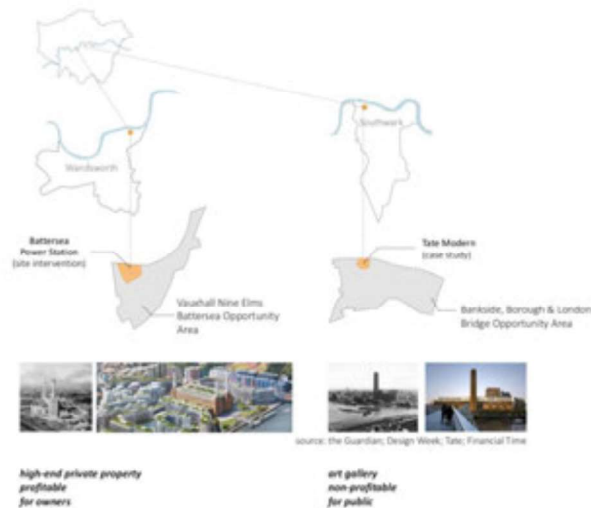 Southwark
Wandsworth
Battersea
Power Station
(site intervention)
Tate Modern
(case study)
Vauxhall Nine Elms
Battersea Opportunity
Area
Bankside, Borough & London
Bridge Opportunity Area
source: the Guardian; Design Week; Tate; Financial Time
high-end private property
profitable
for owners
art gallery
non-profitable
for public